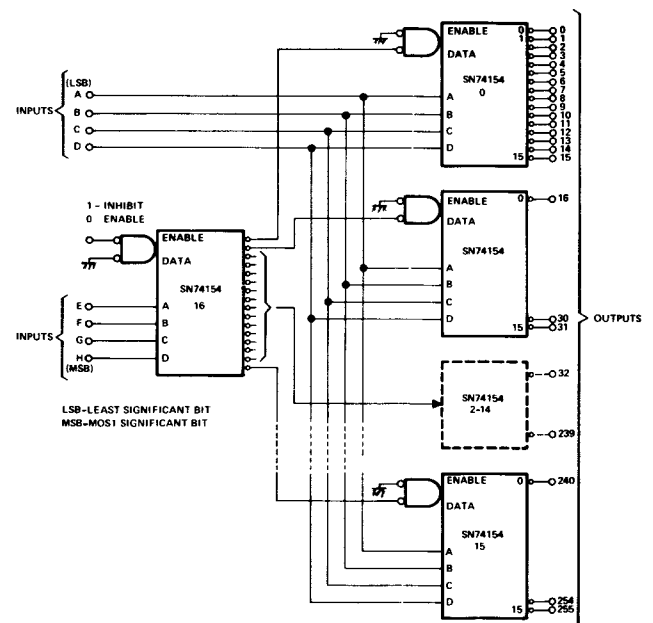 ENABLE
DATA
SN74154
0
A
B
C
D
0
1
15
0
1
2
3
4
5
6
7
8
9
10
11
12
13
14
15
INPUTS
(LSB)
A
B
C
D
1 - INHIBIT
0 ENABLE
ENABLE
DATA
SN74154
16
A
B
C
D
INPUTS
E
F
G
H
(MSB)
LSB-LEAST SIGNIFICANT BIT
MSB-MOST SIGNIFICANT BIT
ENABLE
DATA
SN74154
A
B
C
D
0
15
16
30
31
OUTPUTS
SN74154
2-14
32
239
ENABLE
DATA
SN74154
15
A
B
C
D
0
15
240
254
255